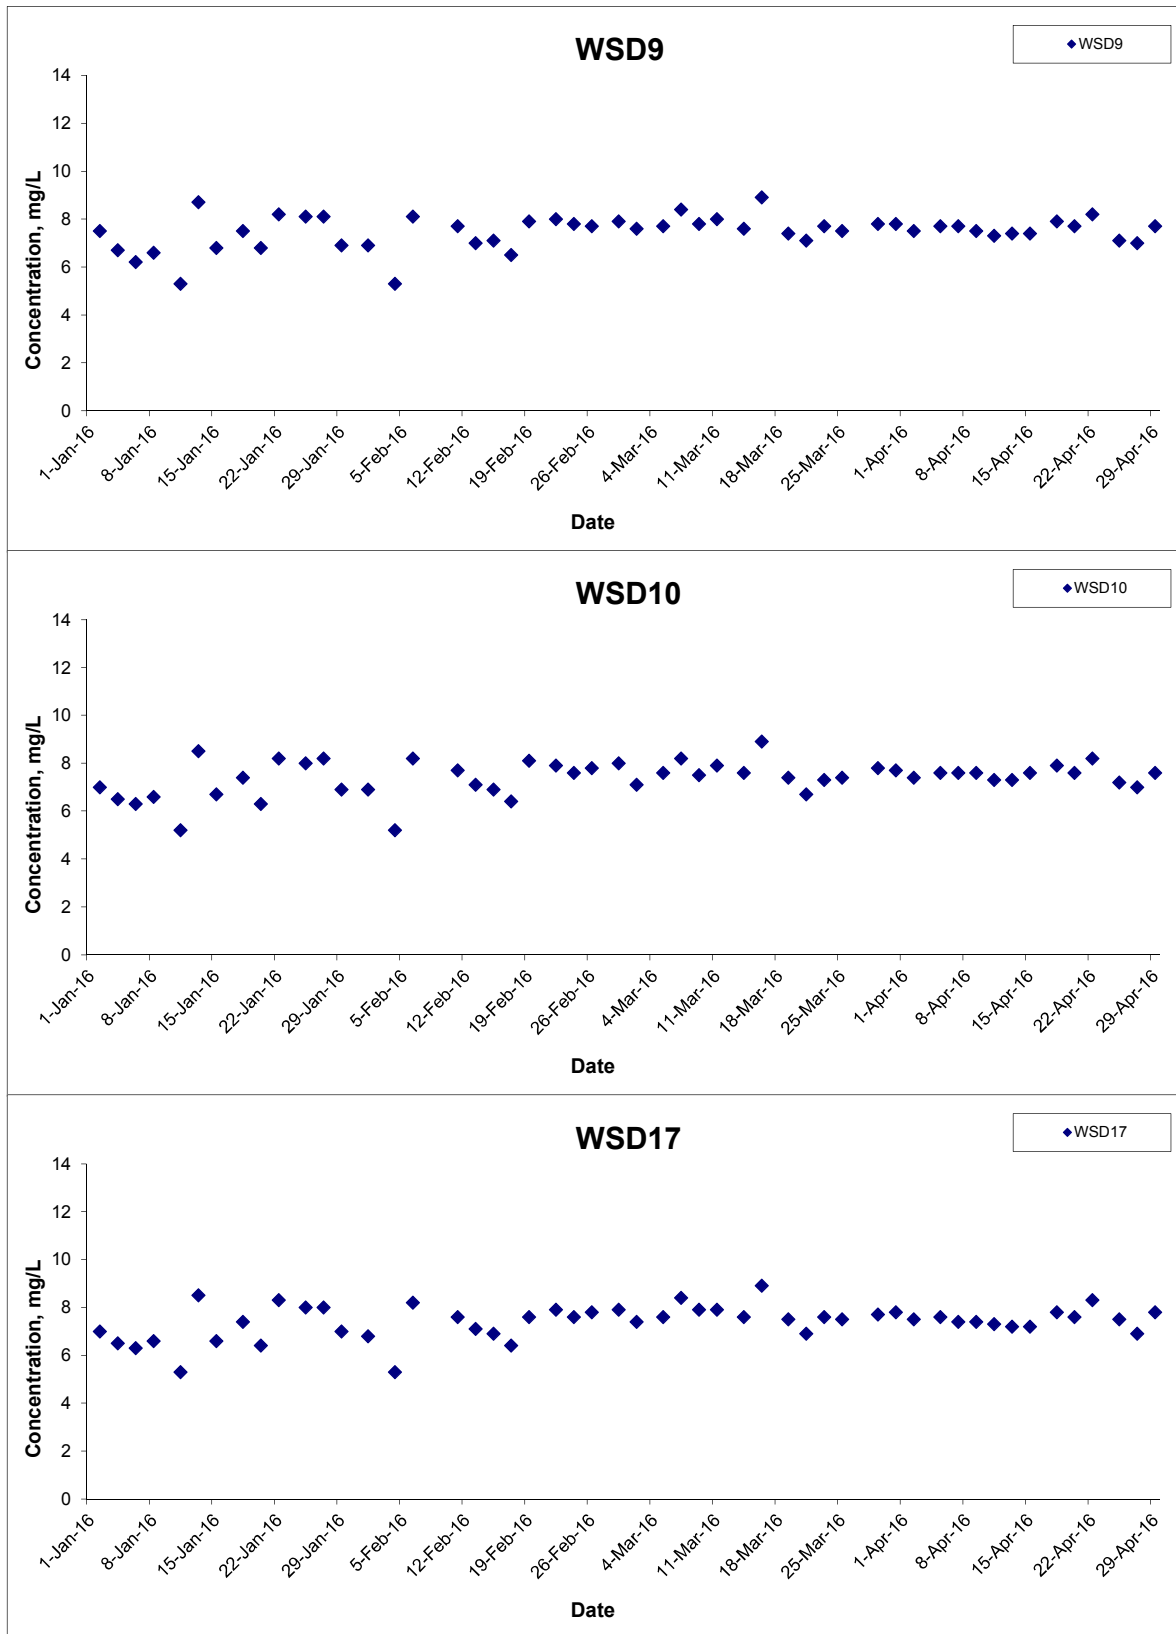 WSD9
WSD9
Concentration, mg/L
14
12
10
8
6
4
2
0
1-Jan-16
8-Jan-16
15-Jan-16
22-Jan-16
29-Jan-16
5-Feb-16
12-Feb-16
19-Feb-16
26-Feb-16
4-Mar-16
11-Mar-16
18-Mar-16
25-Mar-16
1-Apr-16
8-Apr-16
15-Apr-16
22-Apr-16
29-Apr-16
Date
WSD10
WSD10
Concentration, mg/L
14
12
10
8
6
4
2
0
1-Jan-16
8-Jan-16
15-Jan-16
22-Jan-16
29-Jan-16
5-Feb-16
12-Feb-16
19-Feb-16
26-Feb-16
4-Mar-16
11-Mar-16
18-Mar-16
25-Mar-16
1-Apr-16
8-Apr-16
15-Apr-16
22-Apr-16
29-Apr-16
Date
WSD17
WSD17
Concentration, mg/L
14
12
10
8
6
4
2
0
1-Jan-16
8-Jan-16
15-Jan-16
22-Jan-16
29-Jan-16
5-Feb-16
12-Feb-16
19-Feb-16
26-Feb-16
4-Mar-16
11-Mar-16
18-Mar-16
25-Mar-16
1-Apr-16
8-Apr-16
15-Apr-16
22-Apr-16
29-Apr-16
Date